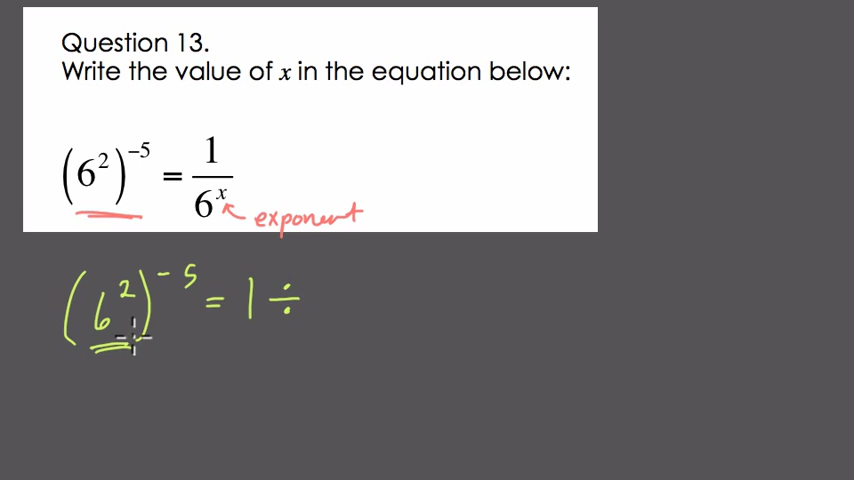 Question 13.
Write the value of x in the equation below:
(6²)⁻⁵ = 1/6ˣ
exponent
(6²)⁻⁵ = 1 ÷